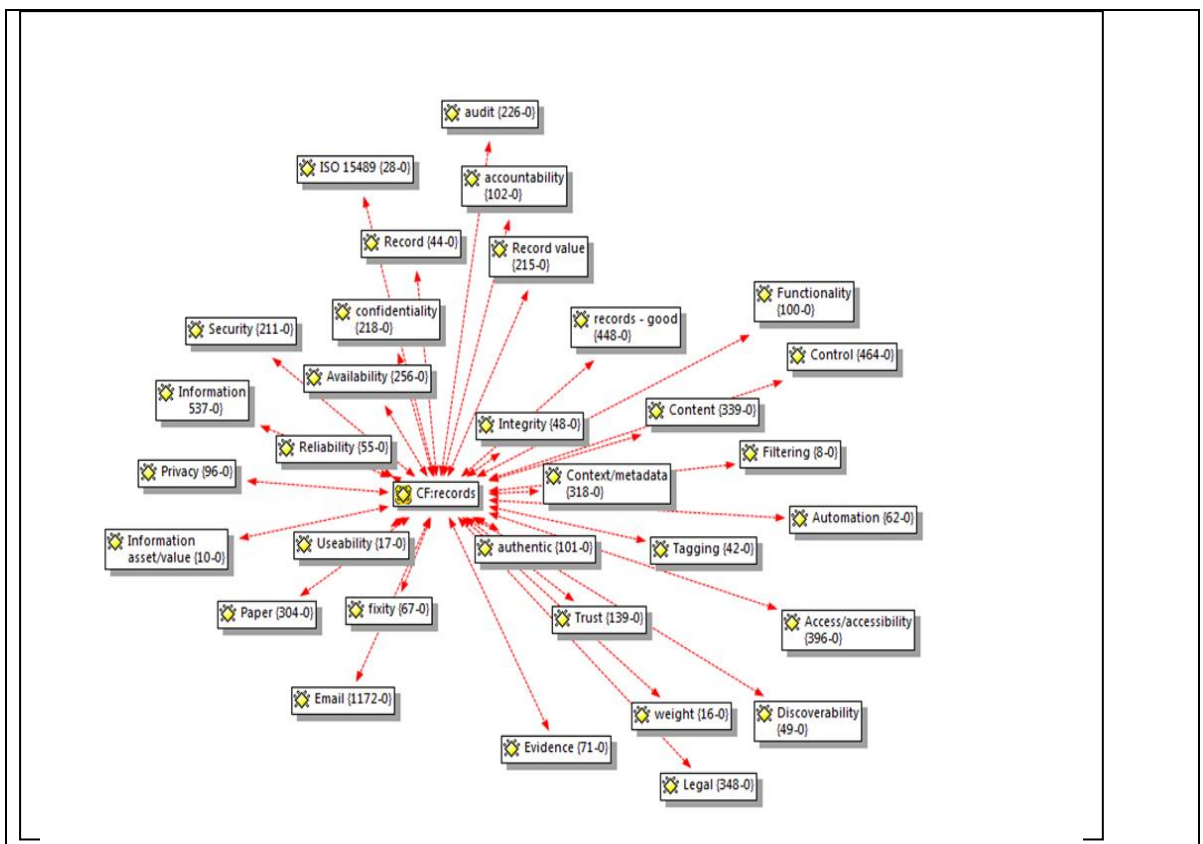 audit {226-0}
ISO 15489 {28-0}
accountability
{102-0}
Record {44-0}
Record value
{215-0}
Functionality
{100-0}
confidentiality
{218-0}
records - good
{448-0}
Security {211-0}
Control {464-0}
Availability {256-0}
Information
537-0}
Content {339-0}
Integrity {48-0}
Reliability {55-0}
Filtering {8-0}
Privacy {96-0}
Context/metadata
{318-0}
CF:records
Automation {62-0}
Information
asset/value {10-0}
Useability {17-0}
authentic {101-0}
Tagging {42-0}
Paper {304-0}
fixity {67-0}
Trust {139-0}
Access/accessibility
{396-0}
Email {1172-0}
weight {16-0}
Discoverability
{49-0}
Evidence {71-0}
Legal {348-0}